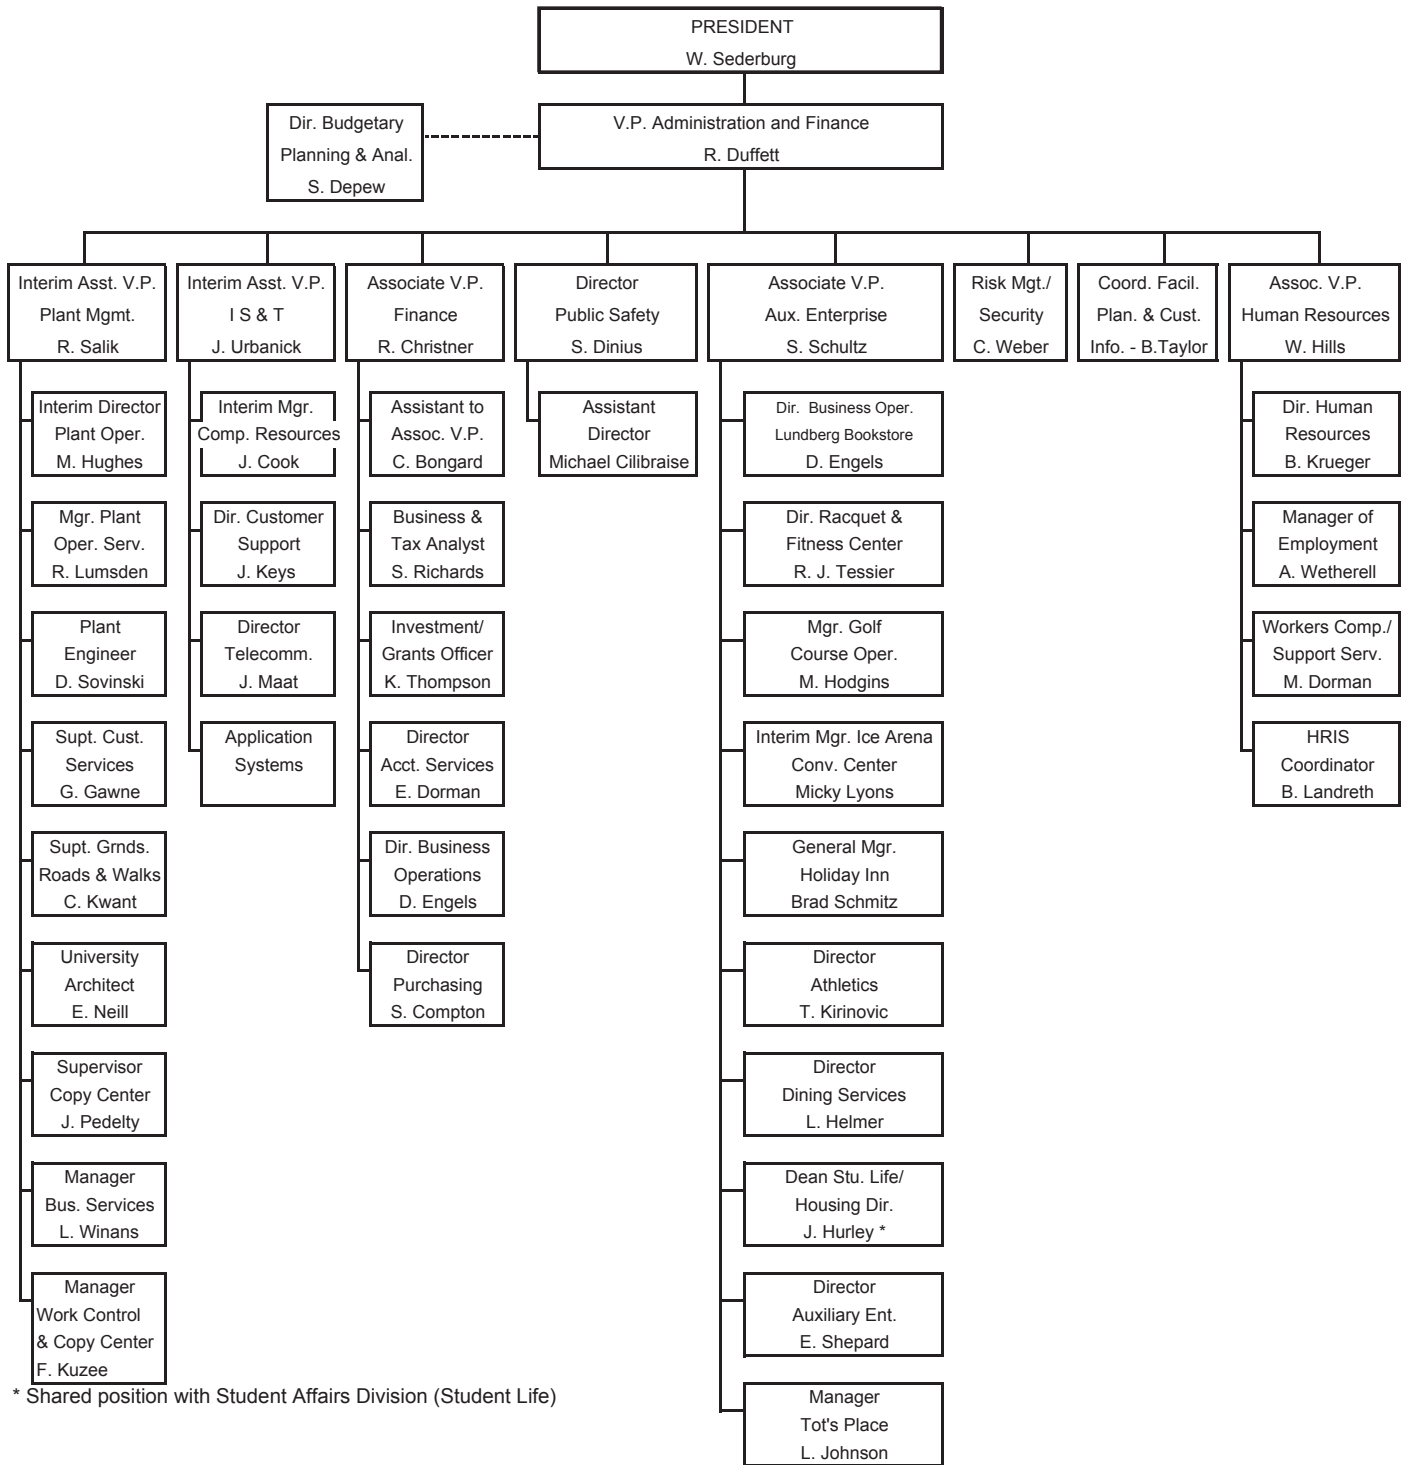 PRESIDENT
W. Sederburg
Dir. Budgetary
Planning & Anal.
S. Depew
V.P. Administration and Finance
R. Duffett
Interim Asst. V.P.
Plant Mgmt.
R. Salik
Interim Asst. V.P.
I S & T
J. Urbanick
Associate V.P.
Finance
R. Christner
Director
Public Safety
S. Dinius
Associate V.P.
Aux. Enterprise
S. Schultz
Risk Mgt./
Security
C. Weber
Coord. Facil.
Plan. & Cust.
Info. - B.Taylor
Assoc. V.P.
Human Resources
W. Hills
Interim Director
Plant Oper.
M. Hughes
Mgr. Plant
Oper. Serv.
R. Lumsden
Plant
Engineer
D. Sovinski
Supt. Cust.
Services
G. Gawne
Supt. Grnds.
Roads & Walks
C. Kwant
University
Architect
E. Neill
Supervisor
Copy Center
J. Pedelty
Manager
Bus. Services
L. Winans
Manager
Work Control
& Copy Center
F. Kuzee
Interim Mgr.
Comp. Resources
J. Cook
Dir. Customer
Support
J. Keys
Director
Telecomm.
J. Maat
Application
Systems
Assistant to
Assoc. V.P.
C. Bongard
Business &
Tax Analyst
S. Richards
Investment/
Grants Officer
K. Thompson
Director
Acct. Services
E. Dorman
Dir. Business
Operations
D. Engels
Director
Purchasing
S. Compton
Assistant
Director
Michael Cilibraise
Dir. Business Oper.
Lundberg Bookstore
D. Engels
Dir. Racquet &
Fitness Center
R. J. Tessier
Mgr. Golf
Course Oper.
M. Hodgins
Interim Mgr. Ice Arena
Conv. Center
Micky Lyons
General Mgr.
Holiday Inn
Brad Schmitz
Director
Athletics
T. Kirinovic
Director
Dining Services
L. Helmer
Dean Stu. Life/
Housing Dir.
J. Hurley *
Director
Auxiliary Ent.
E. Shepard
Manager
Tot's Place
L. Johnson
Dir. Human
Resources
B. Krueger
Manager of
Employment
A. Wetherell
Workers Comp./
Support Serv.
M. Dorman
HRIS
Coordinator
B. Landreth
* Shared position with Student Affairs Division (Student Life)